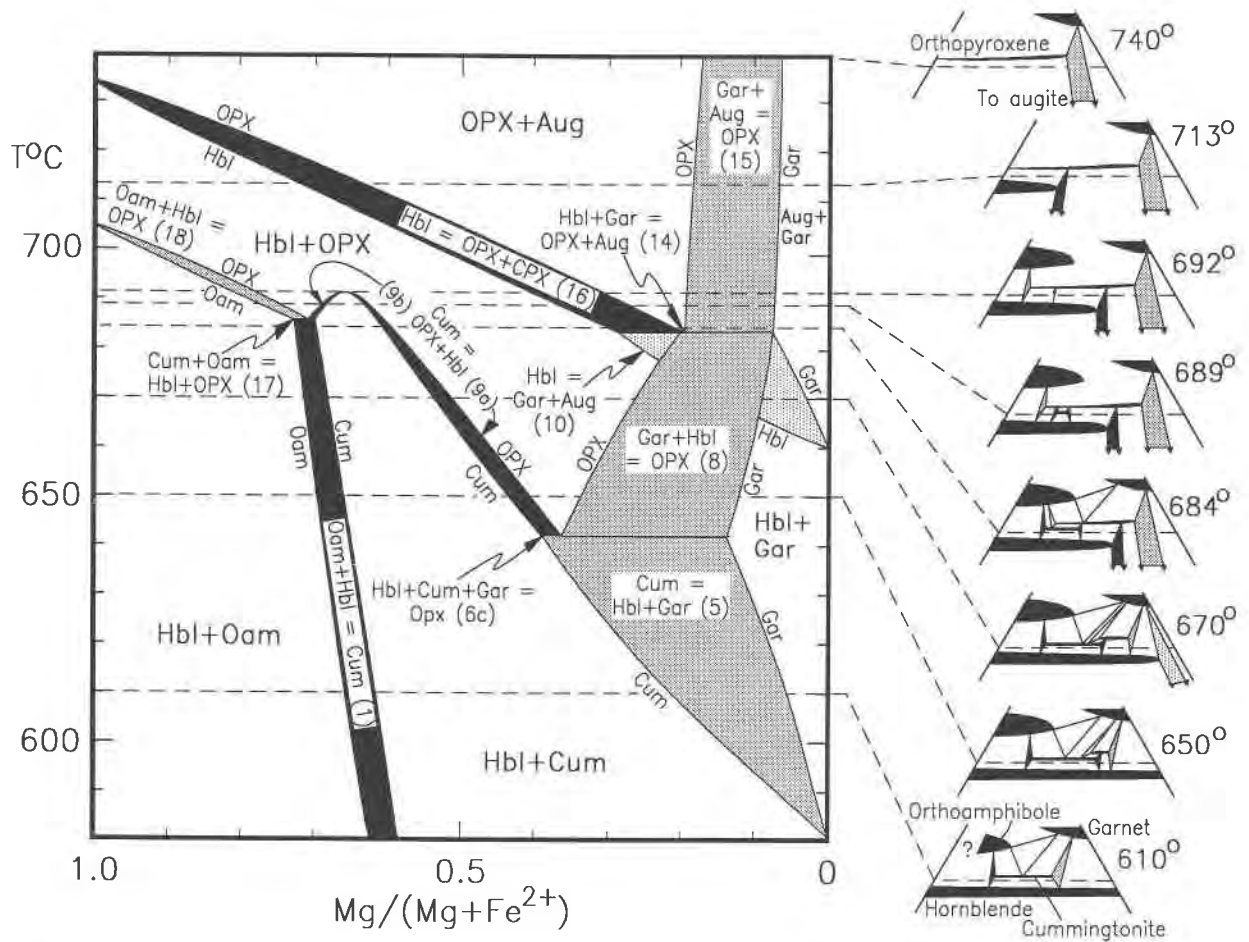 T°C
700
650
600
1.0
0.5
0
Mg/(Mg+Fe²⁺)
OPX
Hbl
OPX+Aug
Hbl = OPX+CPX (16)
Gar+
Aug =
OPX
(15)
OPX
Gar
Aug+
Gar
Hbl+Gar =
OPX+Aug (14)
Oam+Hbl =
OPX (18)
OPX
Oam
Hbl+OPX
(9b)
Cum =
OPX+Hbl (9a)
Cum+Oam =
Hbl+OPX (17)
Hbl =
Gar+Aug
(10)
OPX
Cum
OPX
Gar+Hbl
= OPX (8)
Gar
Hbl
Gar
Oam
Cum
Oam+Hbl = Cum (1)
Hbl+
Gar
Hbl+Cum+Gar =
Opx (6c)
Cum =
Hbl+Gar (5)
Gar
Cum
Hbl+Oam
Hbl+Cum
Orthopyroxene
740°
To augite
713°
692°
689°
684°
670°
650°
Orthoamphibole
?
Garnet
610°
Hornblende
Cummingtonite